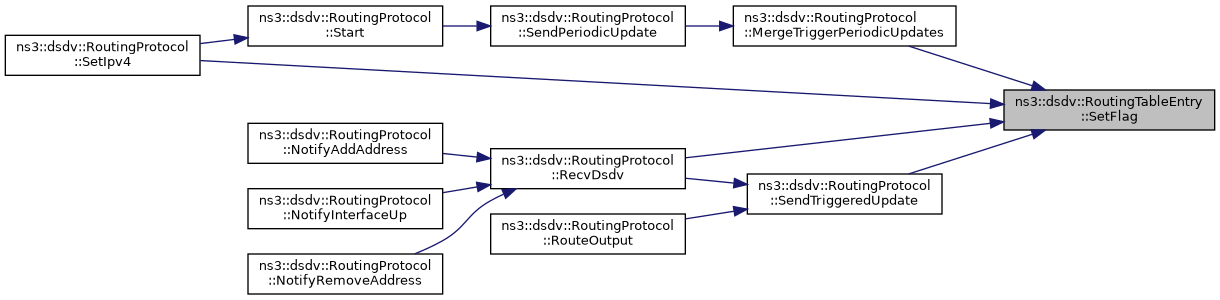 ns3::dsdv::RoutingProtocol
::SetIpv4
ns3::dsdv::RoutingProtocol
::Start
ns3::dsdv::RoutingProtocol
::SendPeriodicUpdate
ns3::dsdv::RoutingProtocol
::MergeTriggerPeriodicUpdates
ns3::dsdv::RoutingTableEntry
::SetFlag
ns3::dsdv::RoutingProtocol
::NotifyAddAddress
ns3::dsdv::RoutingProtocol
::RecvDsdv
ns3::dsdv::RoutingProtocol
::SendTriggeredUpdate
ns3::dsdv::RoutingProtocol
::NotifyInterfaceUp
ns3::dsdv::RoutingProtocol
::RouteOutput
ns3::dsdv::RoutingProtocol
::NotifyRemoveAddress